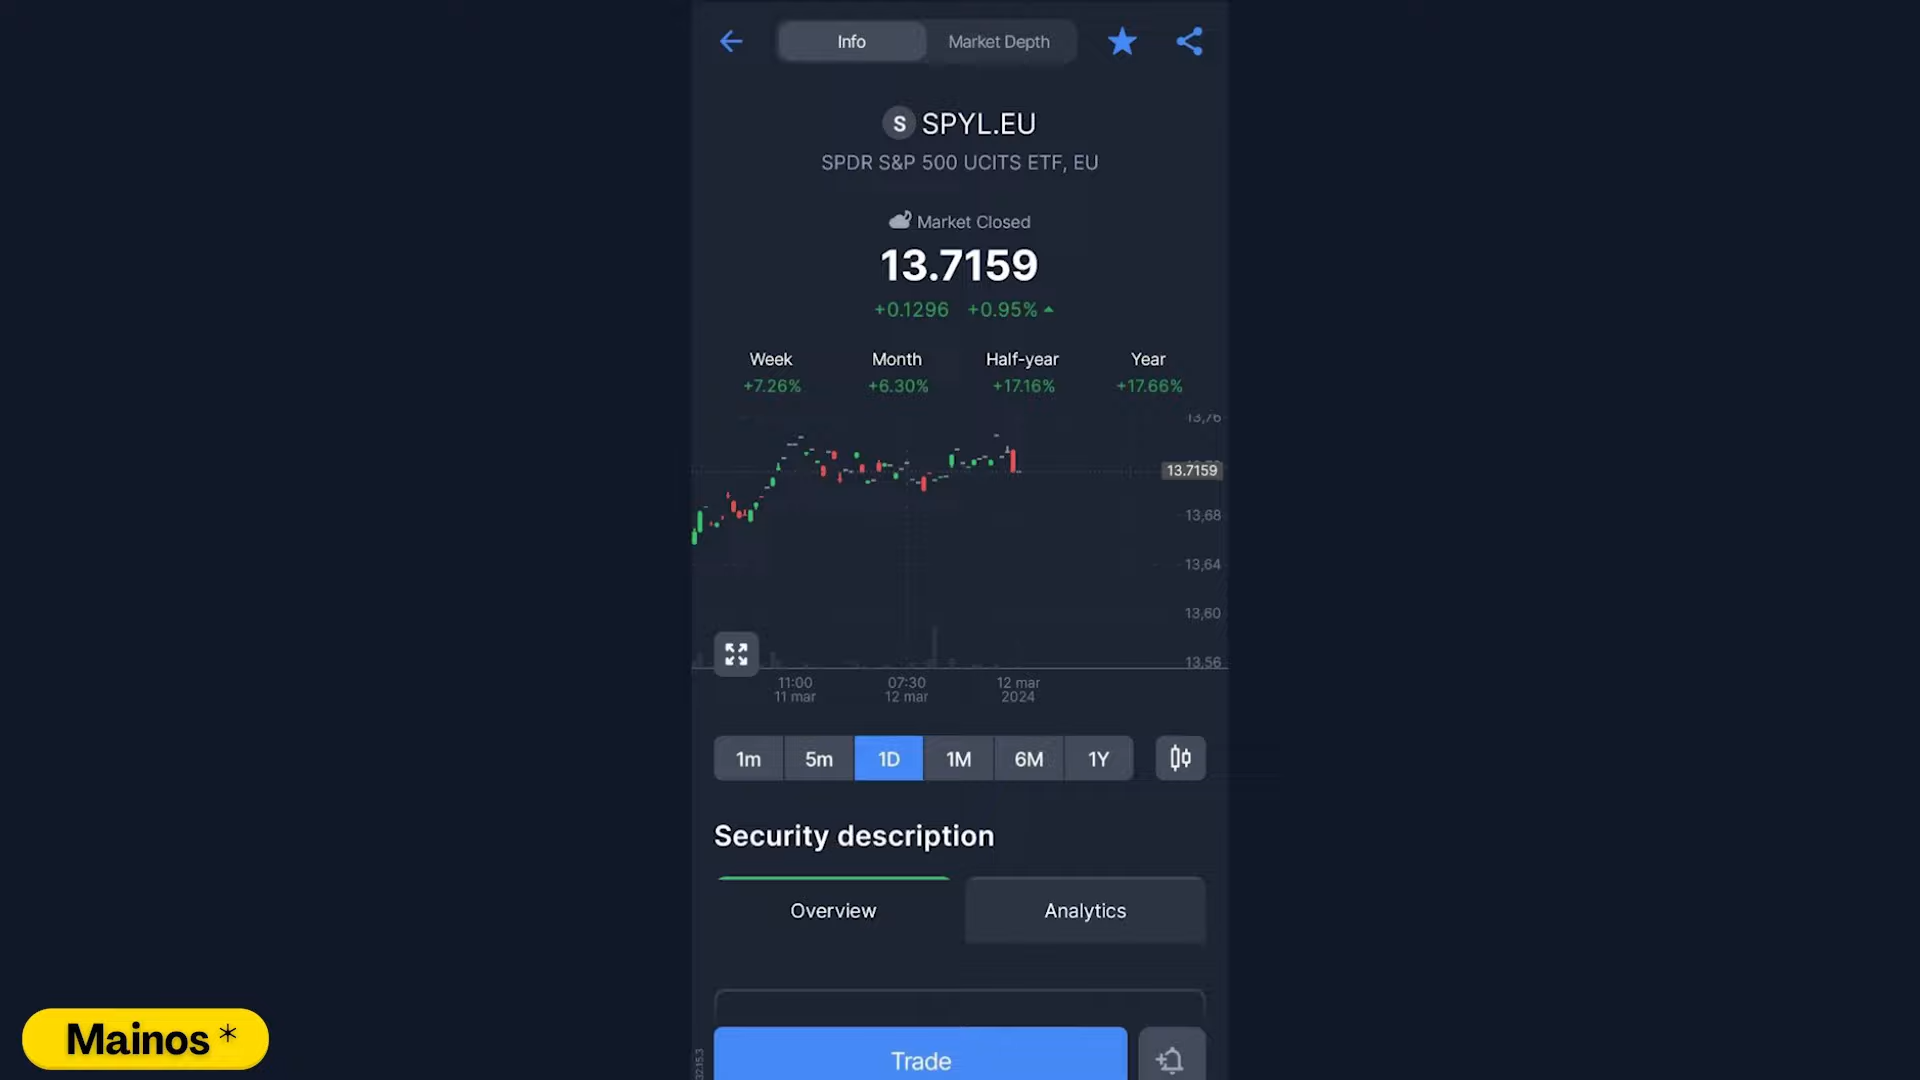 Info
Market Depth
S SPYL.EU
SPDR S&P 500 UCITS ETF, EU
Market Closed
13.7159
+0.1296 +0.95%
Week Month Half-year Year
+7.26% +6.30% +17.16% +17.66%
13,76
13.7159
13,68
13,64
13,60
13,56
11:00 07:30 12 mar
11 mar 12 mar 2024
1m 5m 1D 1M 6M 1Y
Security description
Overview Analytics
Trade
Mainos *